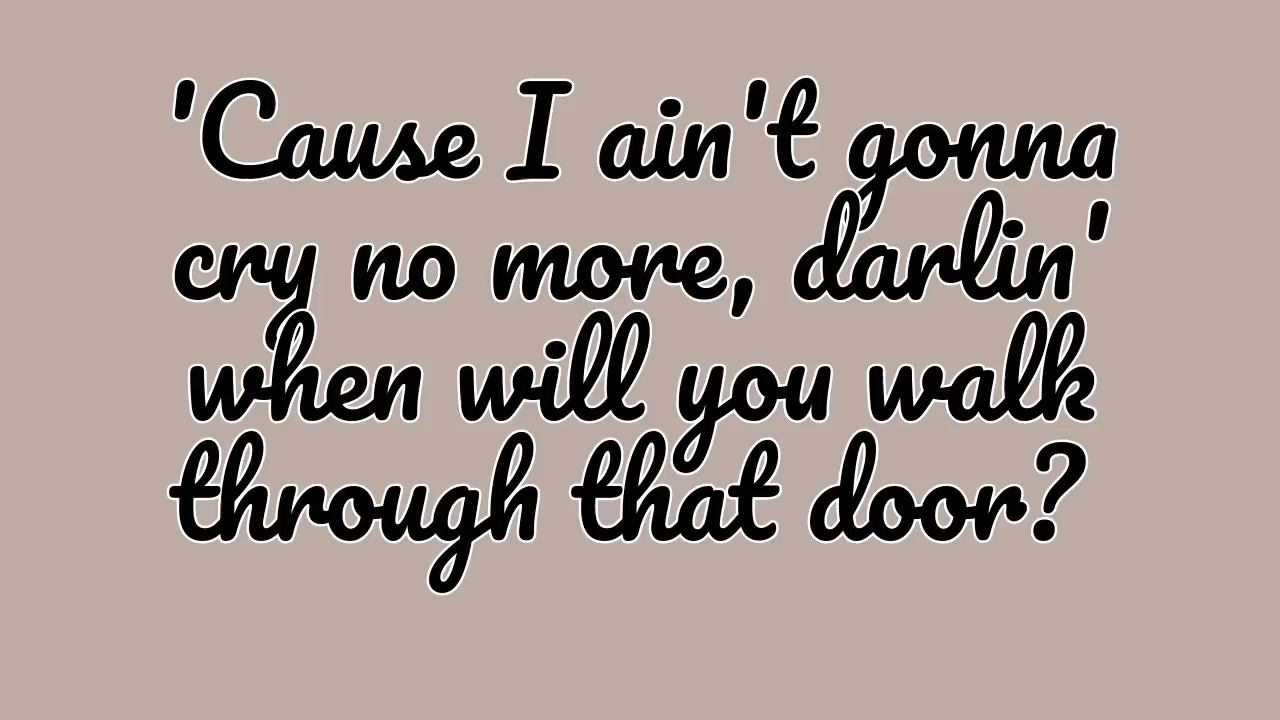 'Cause I ain't gonna
cry no more, darlin'
when will you walk
through that door?